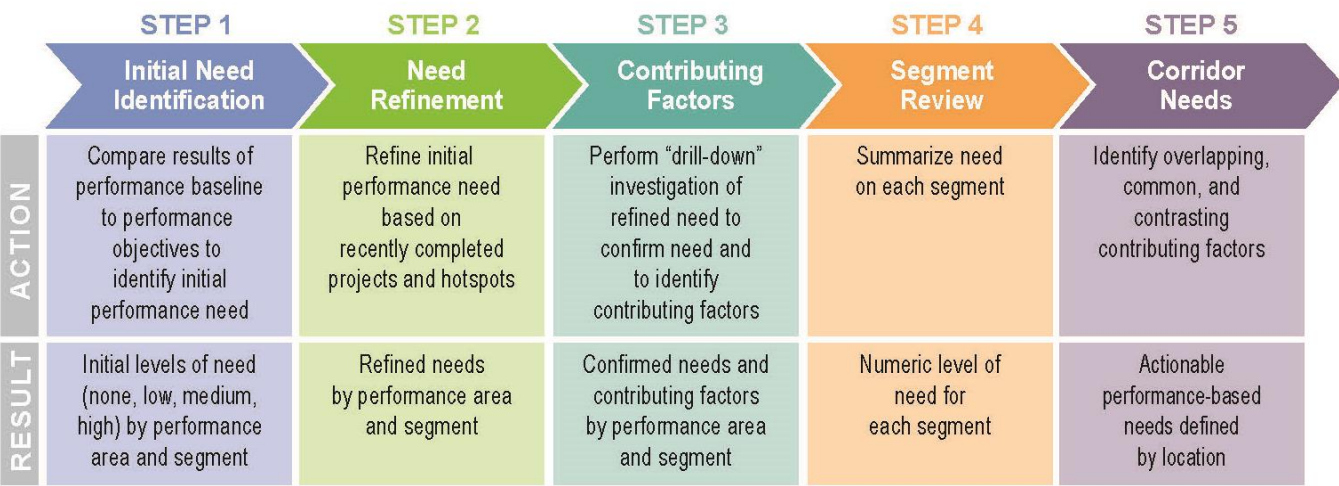 STEP 1
STEP 2
STEP 3
STEP 4
STEP 5
Initial Need
Identification
Need
Refinement
Contributing
Factors
Segment
Review
Corridor
Needs
ACTION
Compare results of
performance baseline
to performance
objectives to
identify initial
performance need
Refine initial
performance need
based on
recently completed
projects and hotspots
Perform “drill-down”
investigation of
refined need to
confirm need and
to identify
contributing factors
Summarize need
on each segment
Identify overlapping,
common, and
contrasting
contributing factors
RESULT
Initial levels of need
(none, low, medium,
high) by performance
area and segment
Refined needs
by performance area
and segment
Confirmed needs and
contributing factors
by performance area
and segment
Numeric level of
need for
each segment
Actionable
performance-based
needs defined
by location